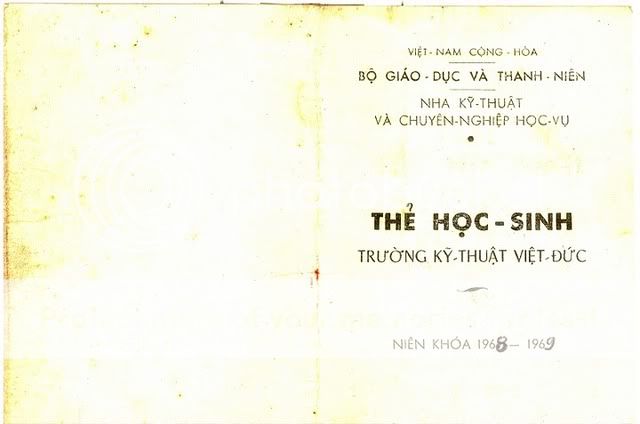 VIỆT-NAM CỘNG-HÒA
BỘ GIÁO-DỤC VÀ THANH-NIÊN
NHA KỸ-THUẬT
VÀ CHUYÊN-NGHIỆP HỌC-VỤ
THẺ HỌC-SINH
TRƯỜNG KỸ-THUẬT VIỆT-ĐỨC
NIÊN KHÓA 1968 — 1969